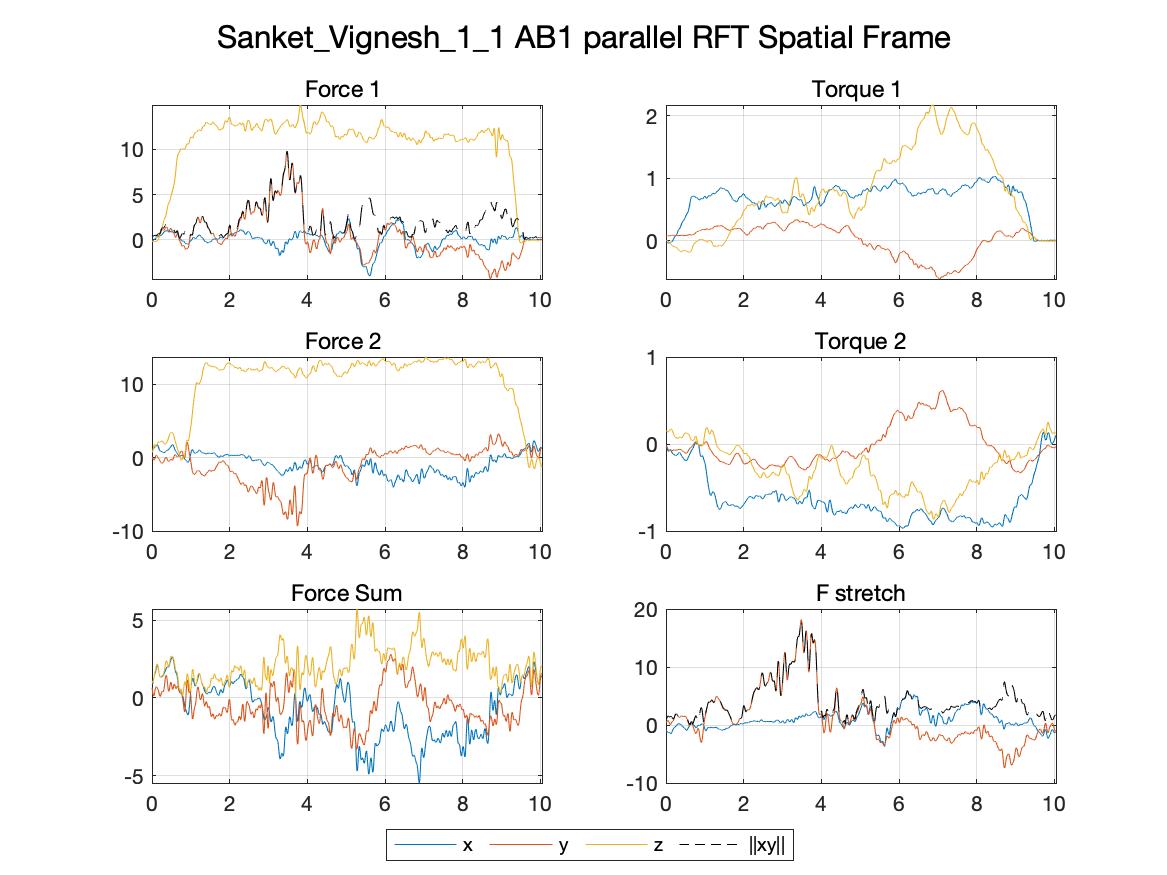 Sanket_Vignesh_1_1 AB1 parallel RFT Spatial Frame
Force 1
10
5
0
0 2 4 6 8 10
Torque 1
2
1
0
0 2 4 6 8 10
Force 2
10
0
-10
0 2 4 6 8 10
Torque 2
1
0
-1
0 2 4 6 8 10
Force Sum
5
0
-5
0 2 4 6 8 10
F stretch
20
10
0
-10
0 2 4 6 8 10
x y z ||xy||